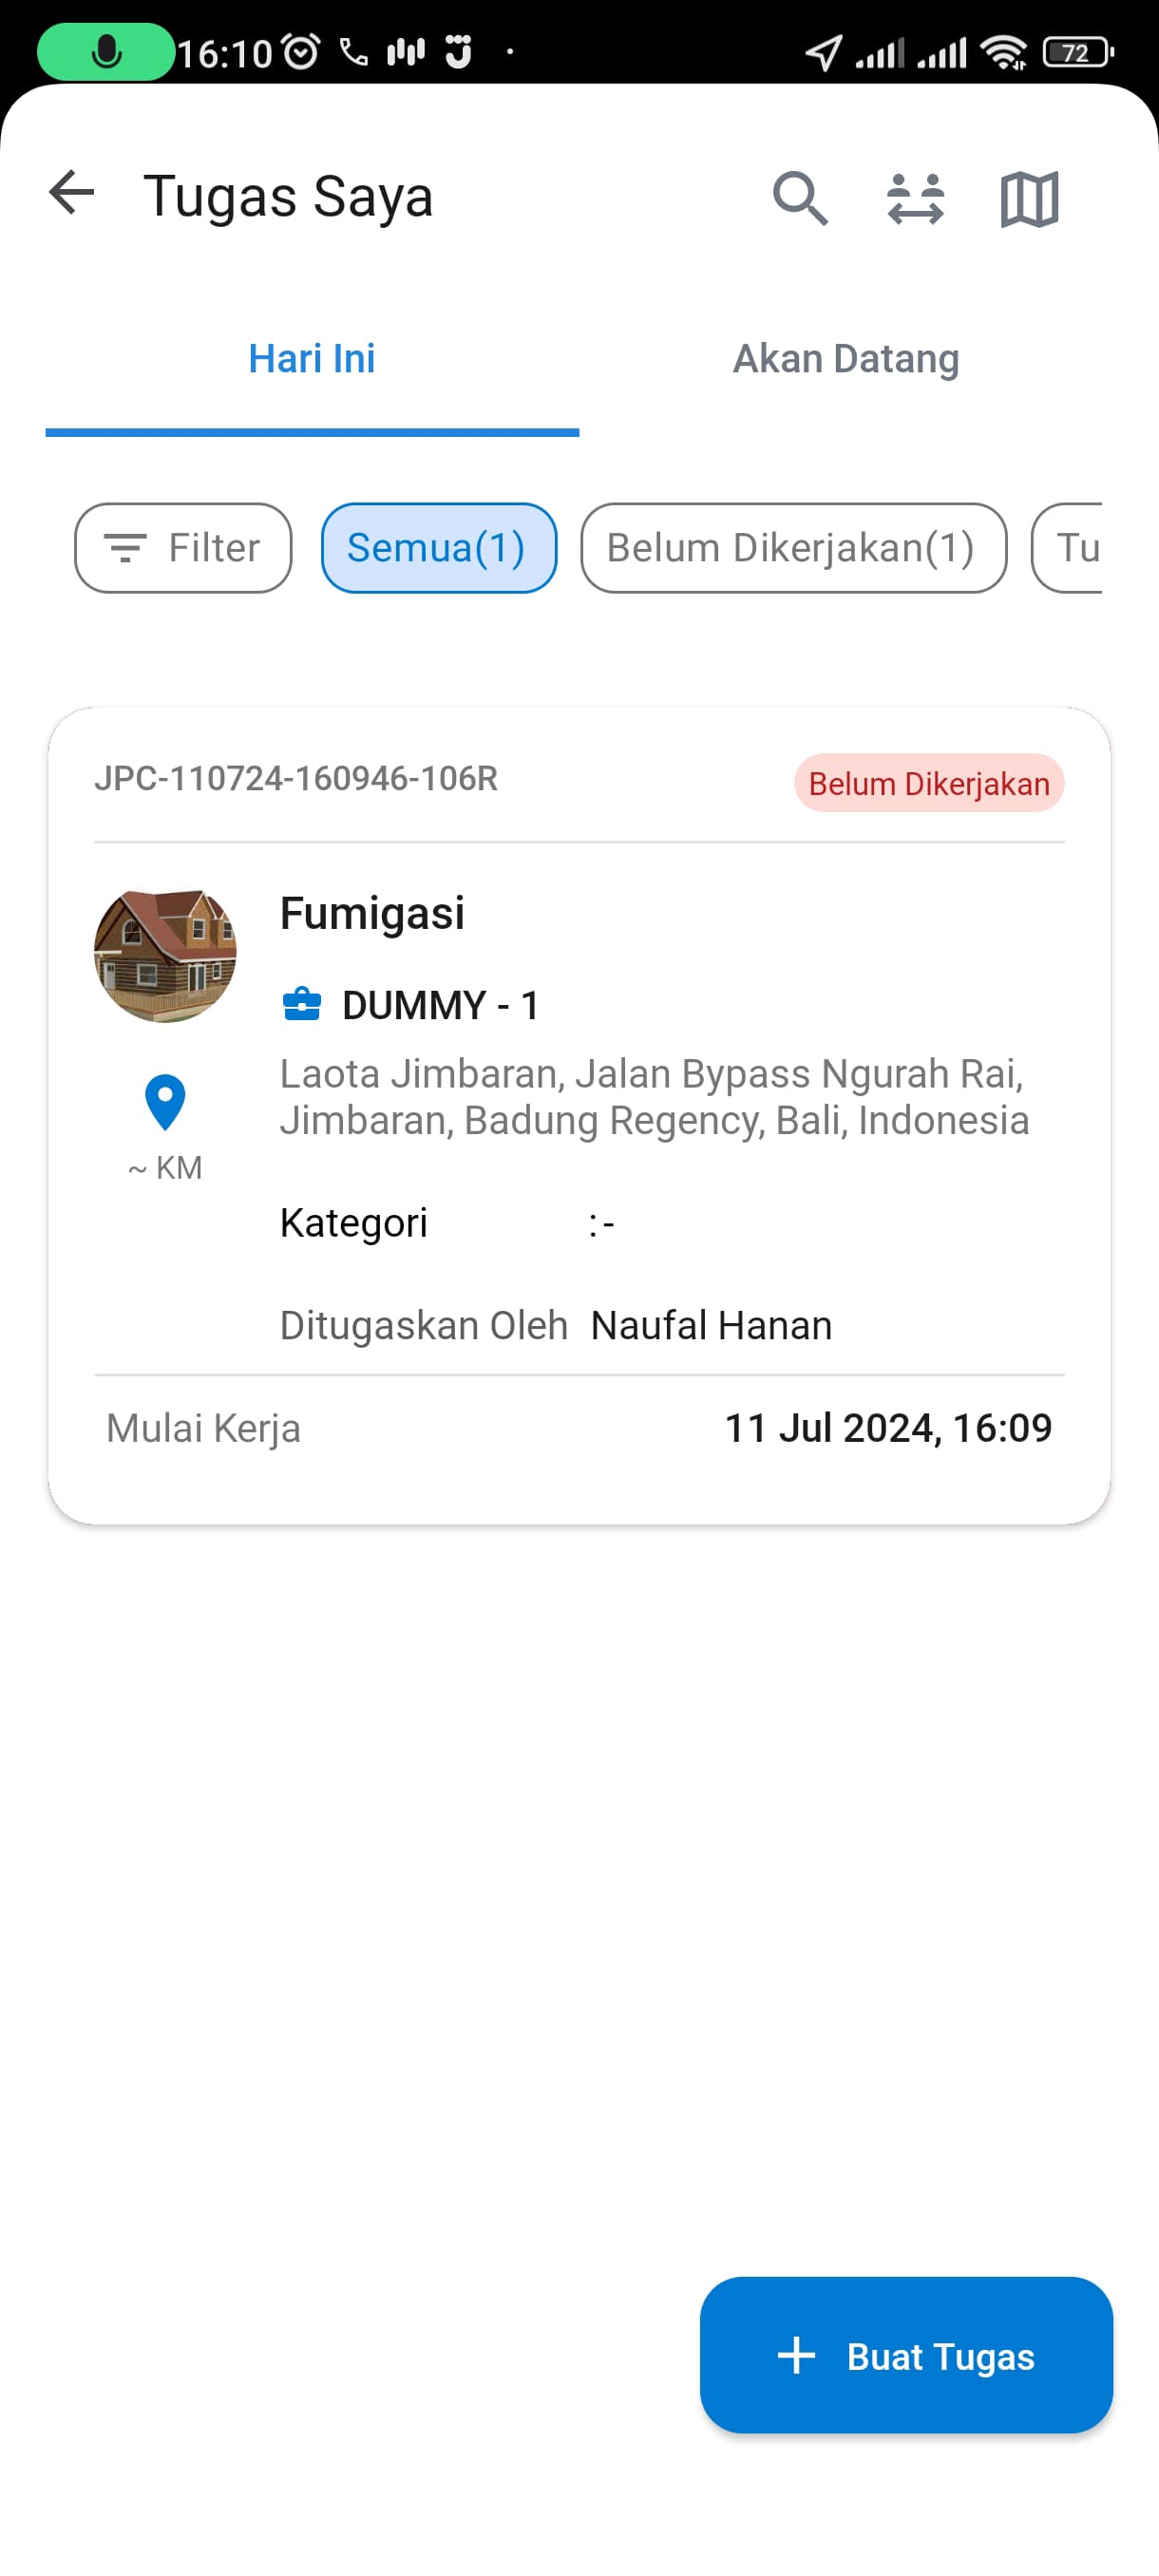 16:10
72
Tugas Saya
Hari Ini
Akan Datang
Filter
Semua(1)
Belum Dikerjakan(1)
Tu
JPC-110724-160946-106R
Belum Dikerjakan
Fumigasi
DUMMY - 1
Laota Jimbaran, Jalan Bypass Ngurah Rai,
Jimbaran, Badung Regency, Bali, Indonesia
~ KM
Kategori :-
Ditugaskan Oleh Naufal Hanan
Mulai Kerja 11 Jul 2024, 16:09
Buat Tugas